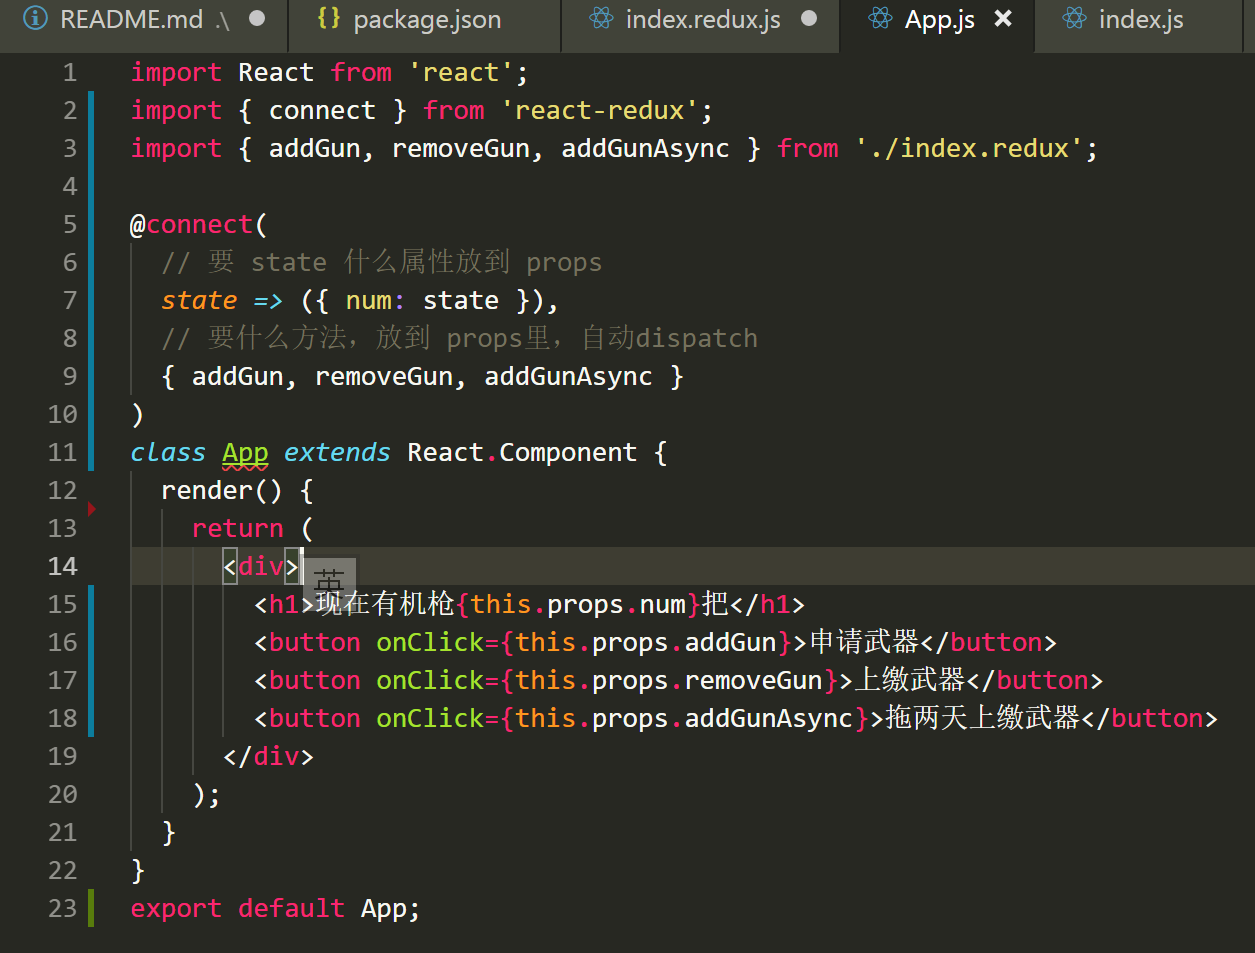 README.md .\ package.json index.redux.js App.js index.js
1 import React from 'react';
2 import { connect } from 'react-redux';
3 import { addGun, removeGun, addGunAsync } from './index.redux';
4
5 @connect(
6 // 要 state 什么属性放到 props
7 state => ({ num: state }),
8 // 要什么方法，放到 props里，自动dispatch
9 { addGun, removeGun, addGunAsync }
10 )
11 class App extends React.Component {
12 render() {
13 return (
14 <div>
英
15 <h1>现在有机枪{this.props.num}把</h1>
16 <button onClick={this.props.addGun}>申请武器</button>
17 <button onClick={this.props.removeGun}>上缴武器</button>
18 <button onClick={this.props.addGunAsync}>拖两天上缴武器</button>
19 </div>
20 );
21 }
22 }
23 export default App;